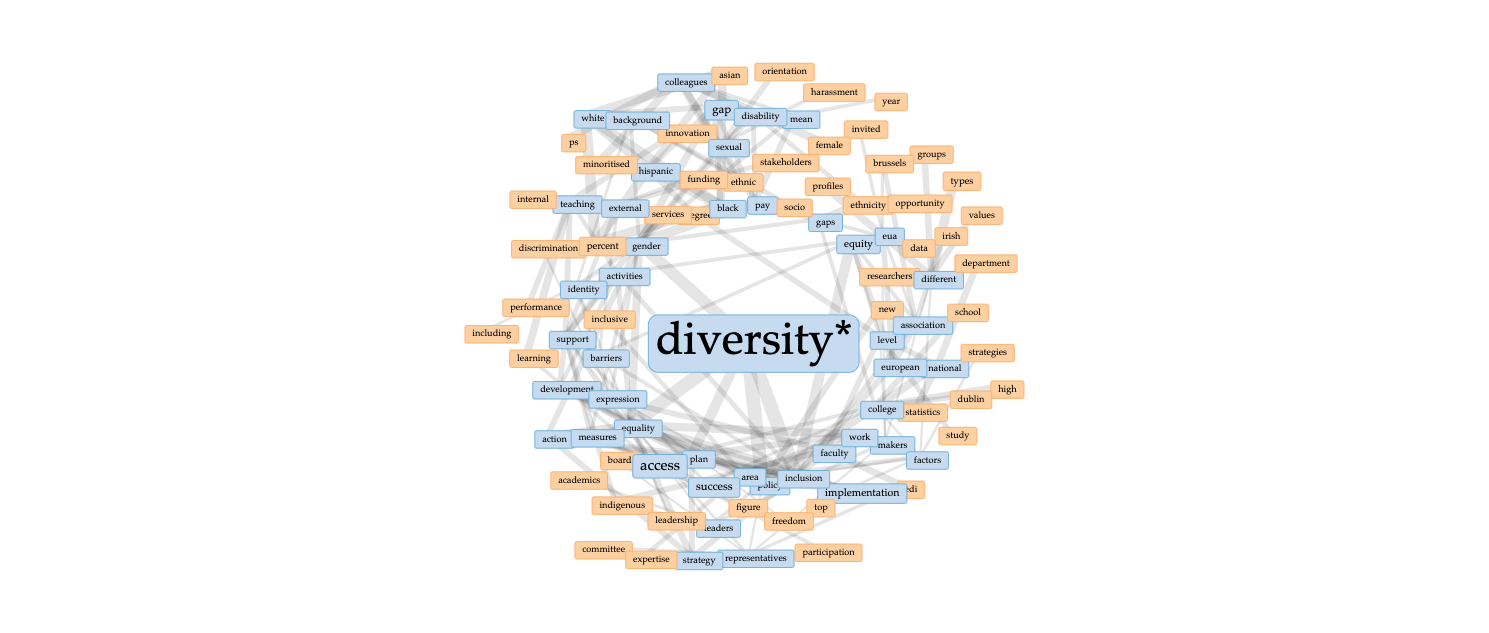 asian
orientation
colleagues
harassment
year
gap
disability
mean
white
background
invited
innovation
ps
sexual
female
groups
stakeholders
brussels
minoritised
hispanic
funding
ethnic
types
profiles
internal
teaching
external
services
black
pay
socio
ethnicity
opportunity
values
gaps
eua
irish
equity
data
discrimination
percent
gender
department
activities
researchers
different
identity
performance
inclusive
new
school
association
including
diversity*
support
level
learning
barriers
strategies
european
national
development
expression
high
dublin
college
statistics
equality
action
measures
work
study
makers
faculty
board
access
plan
factors
academics
area
policy
inclusion
success
implementation
edi
indigenous
figure
top
leadership
leaders
freedom
committee
expertise
strategy
representatives
participation